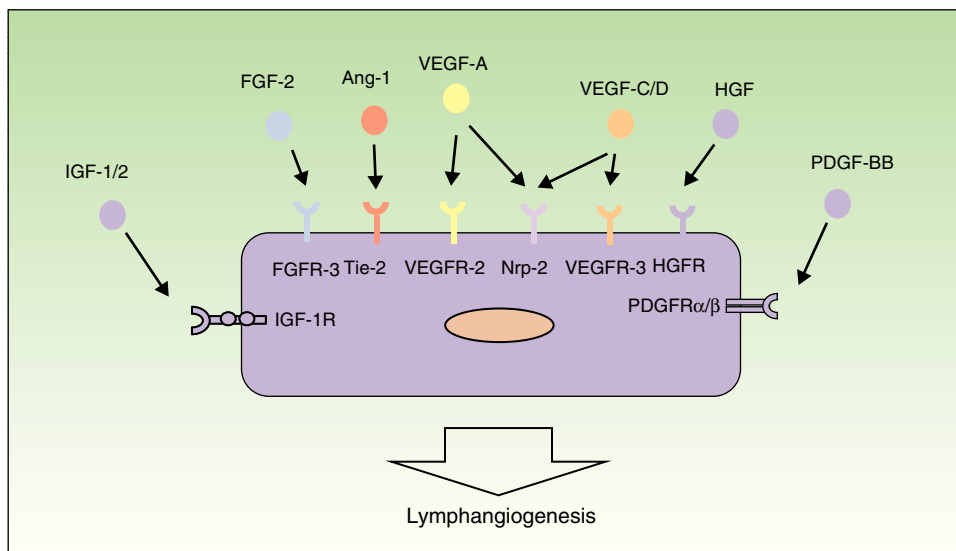 VEGF-A
FGF-2
Ang-1
VEGF-C/D
HGF
IGF-1/2
PDGF-BB
FGFR-3
Tie-2
VEGFR-2
Nrp-2
VEGFR-3
HGFR
PDGFRα/β
IGF-1R
Lymphangiogenesis